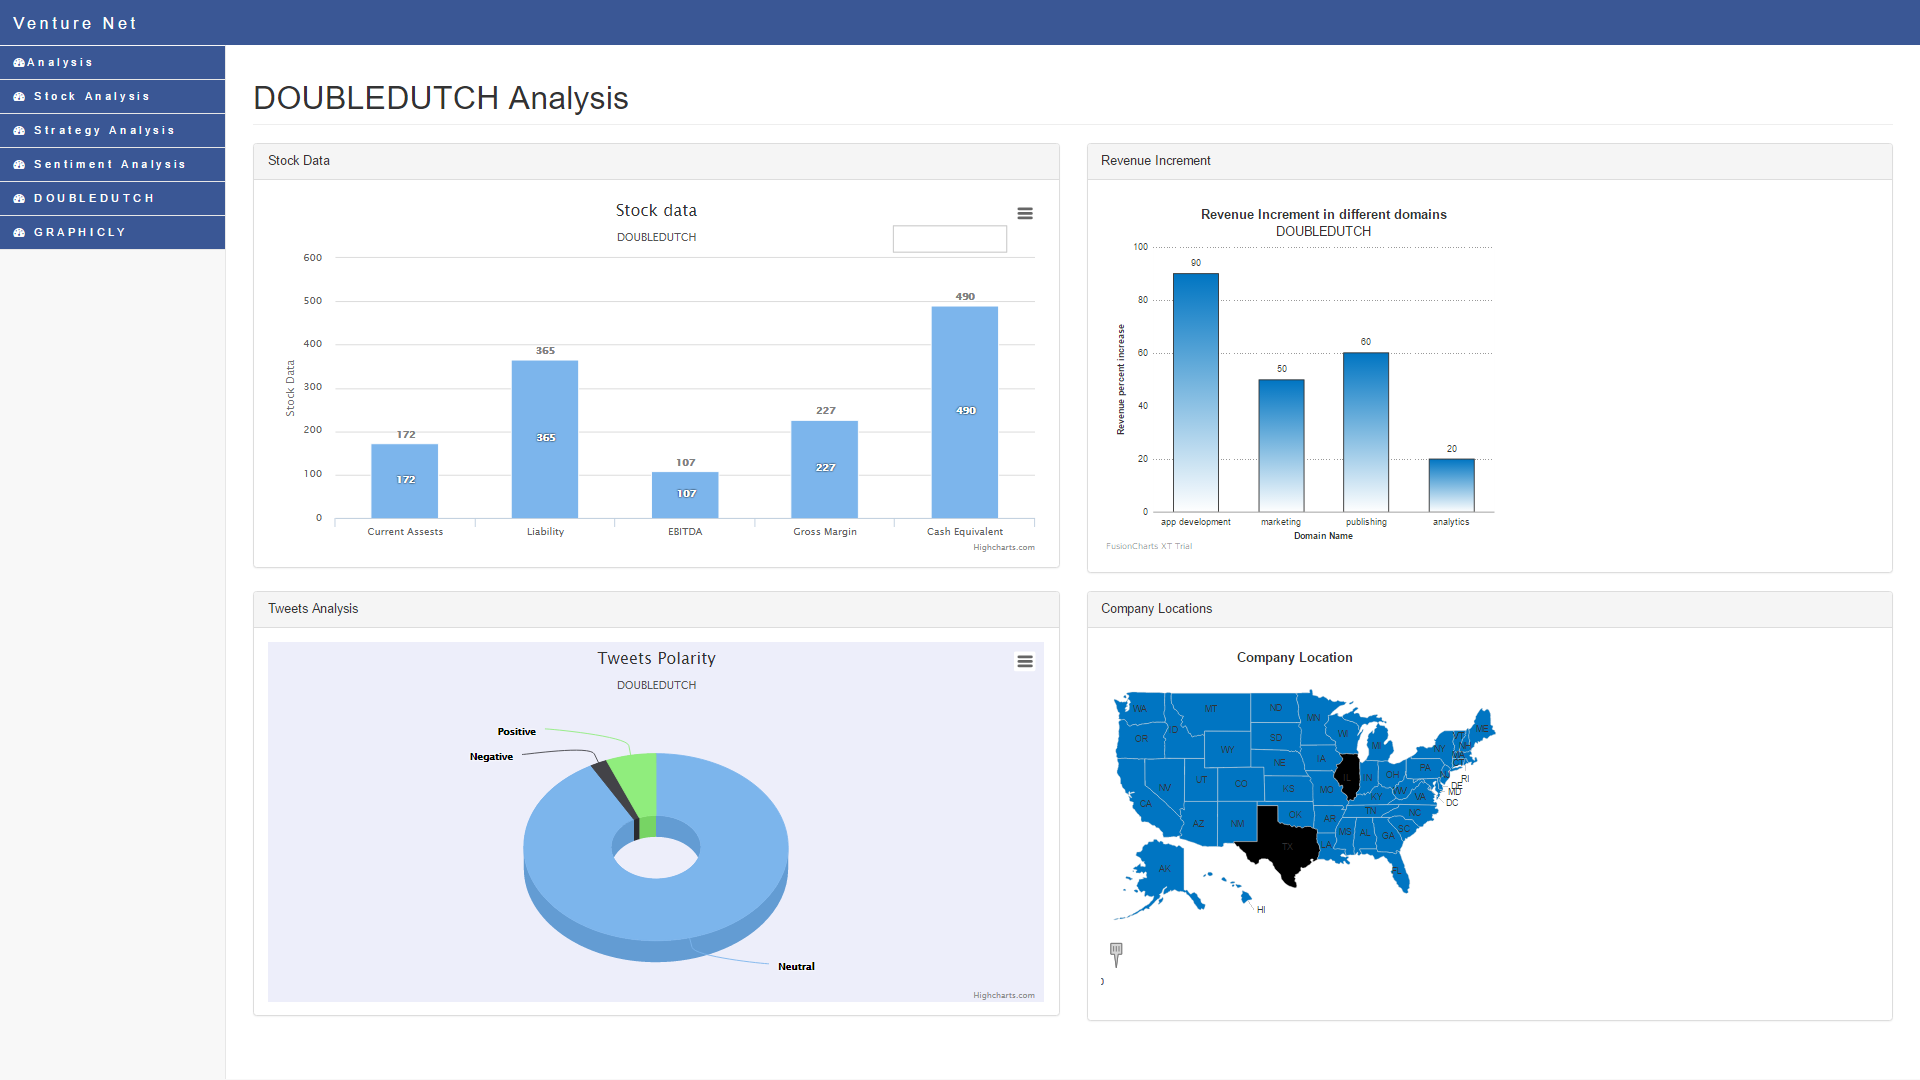 Venture Net
Analysis
Stock Analysis
Strategy Analysis
Sentiment Analysis
DOUBLEDUTCH
GRAPHICLY
DOUBLEDUTCH Analysis
Stock Data
Stock data
DOUBLEDUTCH
Stock Data
600
500
400
300
200
100
0
172
172
365
365
107
107
227
227
490
490
Current Assests
Liability
EBITDA
Gross Margin
Cash Equivalent
Highcharts.com
Revenue Increment
Revenue Increment in different domains
DOUBLEDUTCH
Revenue percent increase
100
80
60
40
20
0
90
50
60
20
app development
marketing
publishing
analytics
Domain Name
FusionCharts XT Trial
Tweets Analysis
Tweets Polarity
DOUBLEDUTCH
Positive
Negative
Neutral
Highcharts.com
Company Locations
Company Location
WA
MT
ND
MN
ID
OR
SD
WI
MI
ME
VT
NH
NY
MA
CT
RI
WY
IA
NE
PA
NJ
IL
IN
OH
NV
UT
CO
KS
MO
KY
WV
VA
DE
MD
DC
CA
AZ
NM
OK
AR
TN
NC
SC
MS
AL
GA
TX
LA
FL
AK
HI